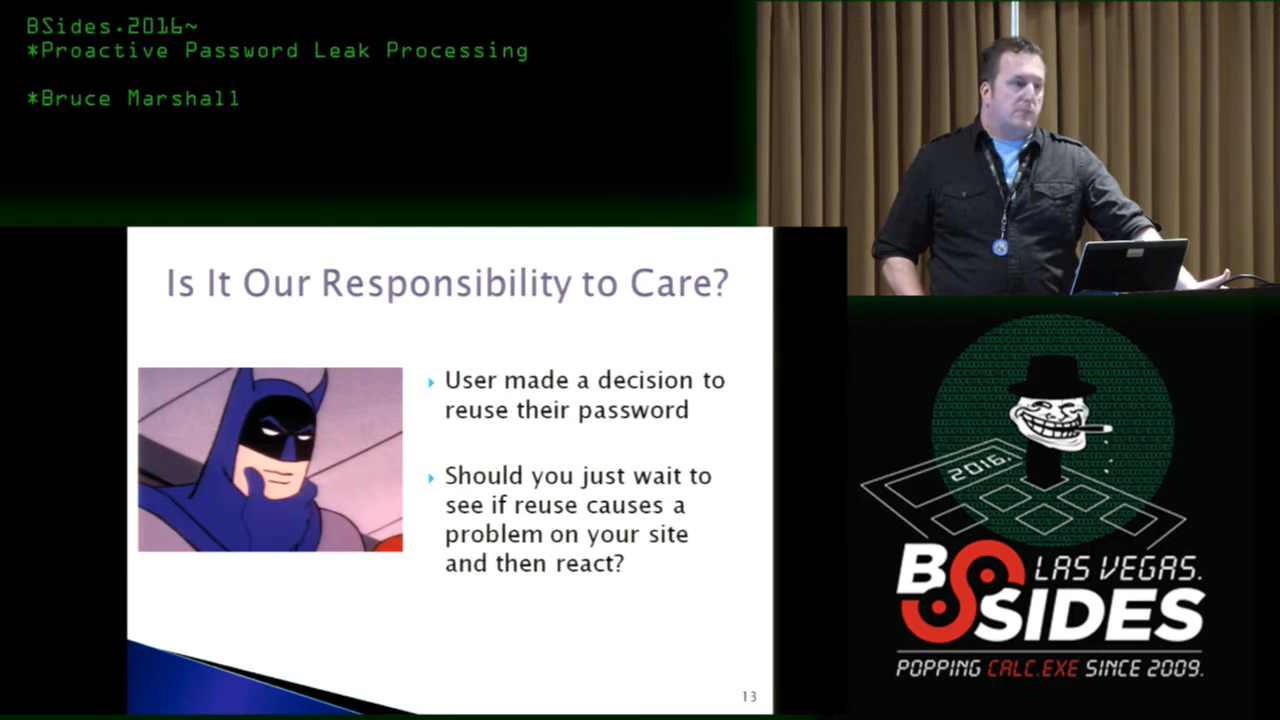 BSides.2016~
*Proactive Password Leak Processing
*Bruce Marshall
Is It Our Responsibility to Care?
User made a decision to
reuse their password
Should you just wait to
see if reuse causes a
problem on your site
and then react?
13
2016.
BSIDES
LAS VEGAS.
POPPING CALC.EXE SINCE 2009.